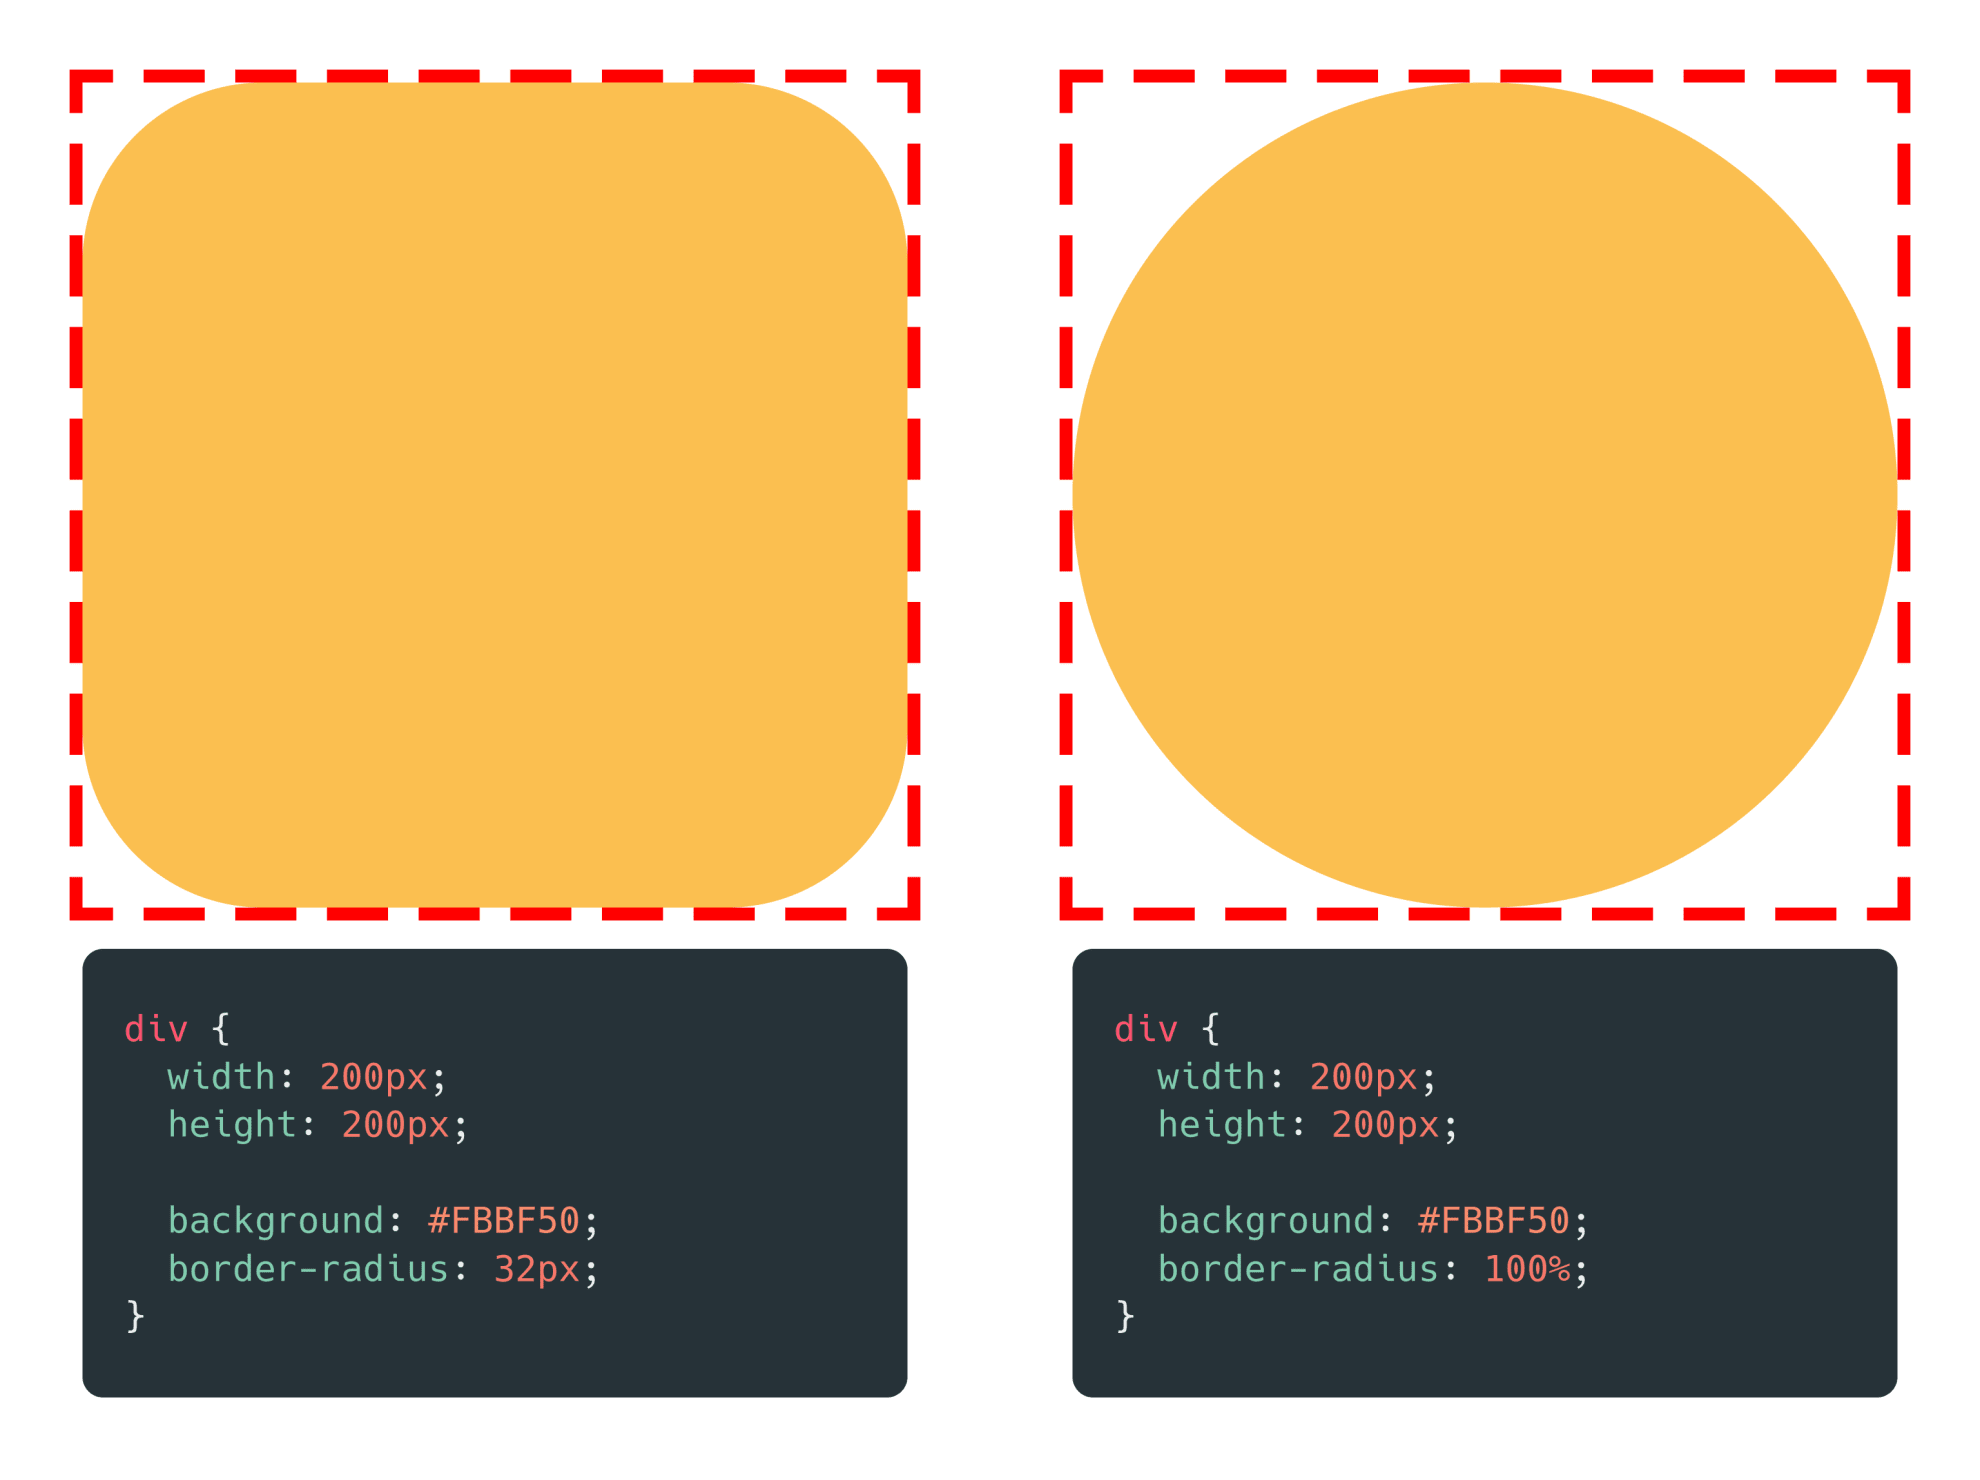 div {
  width: 200px;
  height: 200px;

  background: #FBBF50;
  border-radius: 32px;
}
div {
  width: 200px;
  height: 200px;

  background: #FBBF50;
  border-radius: 100%;
}